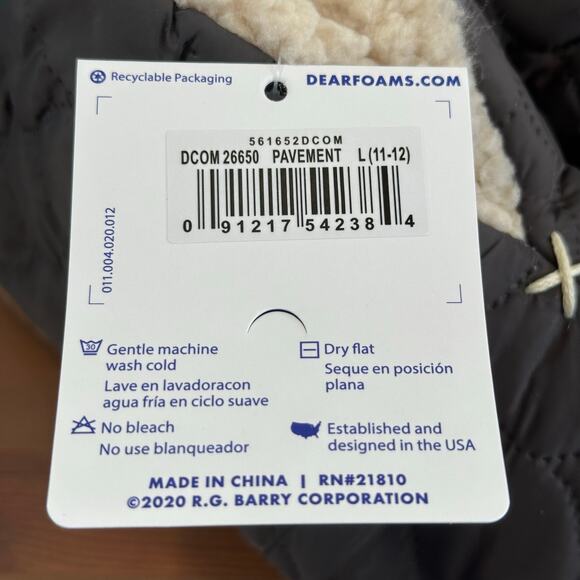 Recyclable Packaging
DEARFOAMS.COM
561652DCOM
DCOM 26650 PAVEMENT L (11-12)
0 91217 54238 4
011.004.020.012
30
Gentle machine
wash cold
Lave en lavadoracon
agua fría en ciclo suave
Dry flat
Seque en posición
plana
No bleach
No use blanqueador
Established and
designed in the USA
MADE IN CHINA | RN#21810
©2020 R.G. BARRY CORPORATION